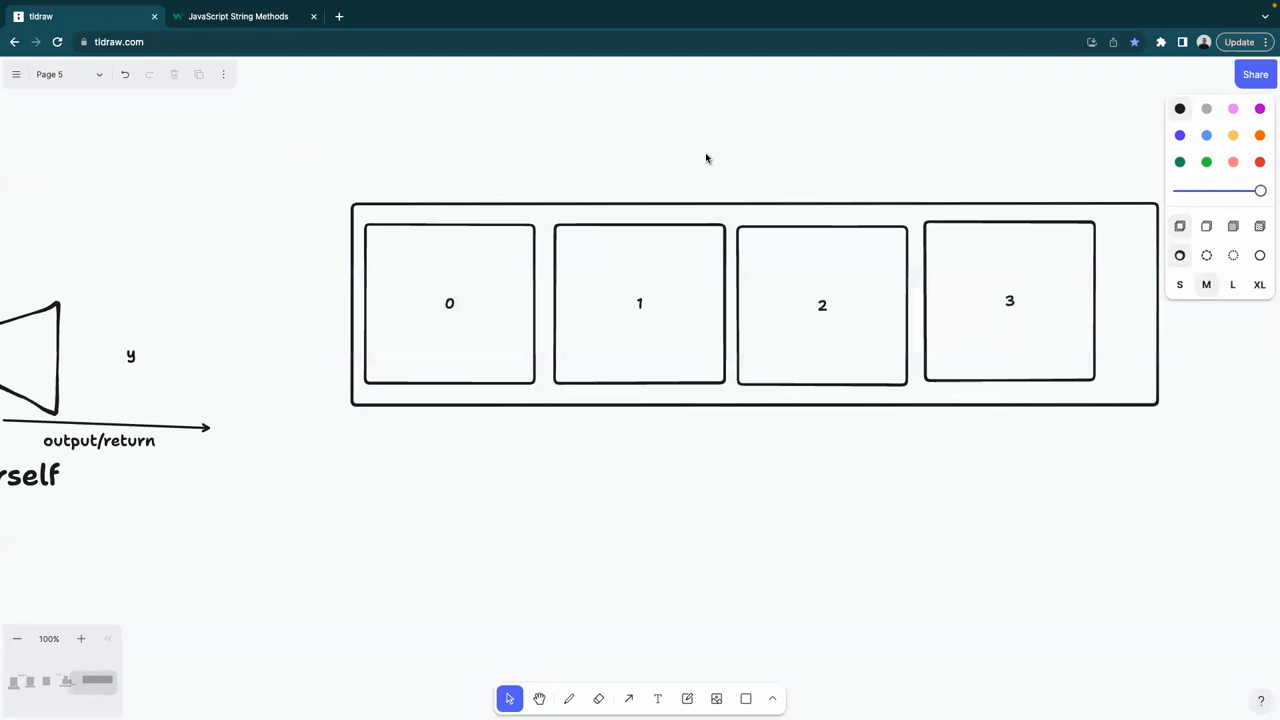 tldraw
JavaScript String Methods
tldraw.com
Update
Page 5
Share
S M L XL
0 1 2 3
y
output/return
rself
100%
T
?